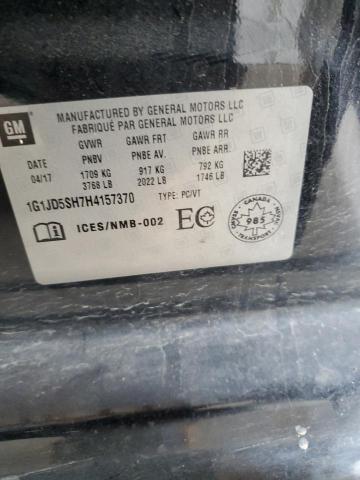 GM
MANUFACTURED BY GENERAL MOTORS LLC
FABRIQUÉ PAR GENERAL MOTORS LLC
GVWR GAWR FRT GAWR RR
DATE PNBV PNBE AV. PNBE ARR.
04/17 1709 KG 917 KG 792 KG
3768 LB 2022 LB 1746 LB
1G1JD5SH7H4157370 TYPE: PC/VT
ICES/NMB-002 EC
985